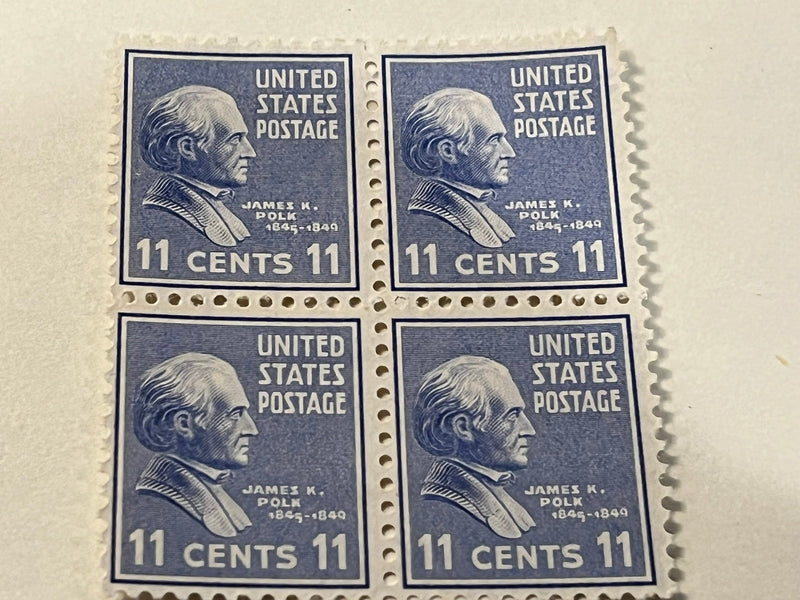 UNITED
STATES
POSTAGE
JAMES K.
POLK
1845-1849
11 CENTS 11
UNITED
STATES
POSTAGE
JAMES K.
POLK
1845-1849
11 CENTS 11
UNITED
STATES
POSTAGE
JAMES K.
POLK
1845-1849
11 CENTS 11
UNITED
STATES
POSTAGE
JAMES K.
POLK
1845-1849
11 CENTS 11